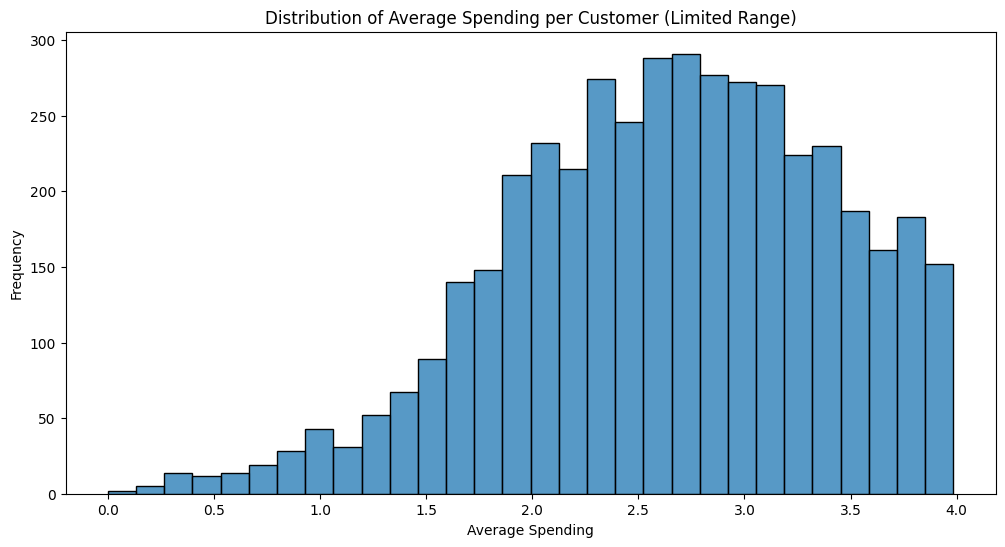 Distribution of Average Spending per Customer (Limited Range)
300
250
200
150
100
50
0
Frequency
0.0 0.5 1.0 1.5 2.0 2.5 3.0 3.5 4.0
Average Spending